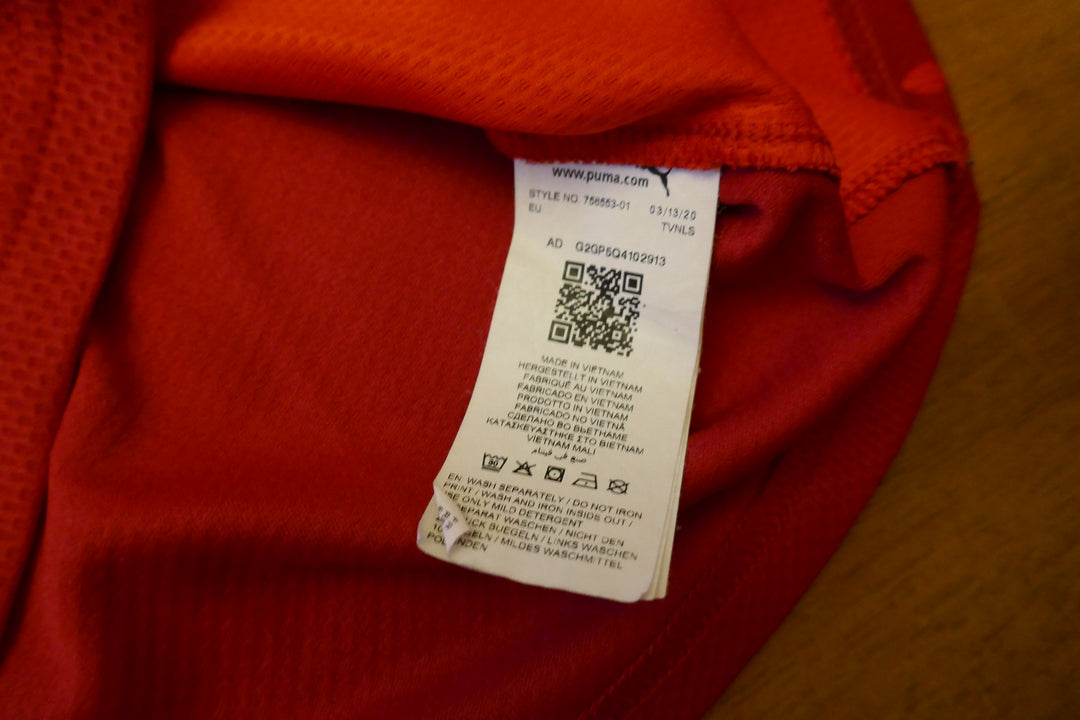 www.puma.com
STYLE NO. 756553-01 03/13/20
EU TVNLS
AD G2GP5Q4102913
MADE IN VIETNAM
HERGESTELLT IN VIETNAM
FABRIQUÉ AU VIETNAM
FABRICADO EN VIETNAM
PRODOTTO IN VIETNAM
FABRICADO NO VIETNÃ
СДЕЛАНО ВО ВЬЕТНАМЕ
ΚΑΤΑΣΚΕΥΑΣΤΗΚΕ ΣΤΟ ΒΙΕΤΝΑΜ
VIETNAM MALI
صنع في فيتنام
EN: WASH SEPARATELY / DO NOT IRON
PRINT / WASH AND IRON INSIDE OUT /
USE ONLY MILD DETERGENT
WASCHEN / NICHT DEN
BUEGELN / LINKS WASCHEN
/ MILDES WASCHMITTEL